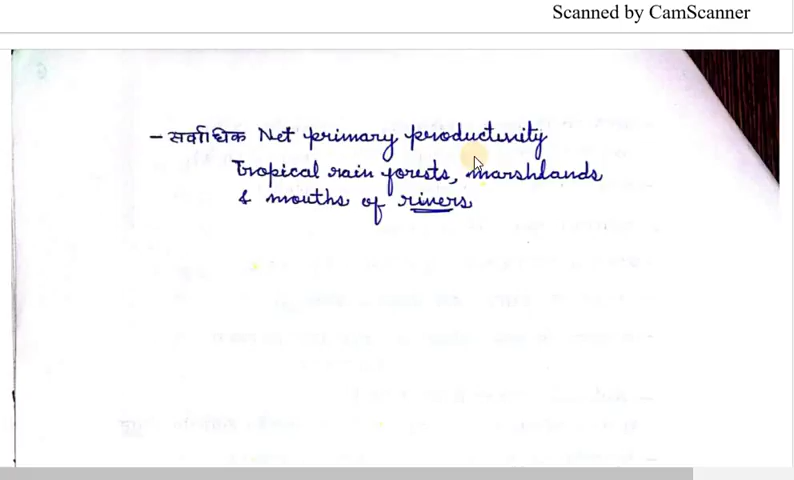 Scanned by CamScanner
- सर्वाधिक Net primary productivity
Tropical rain forests, marshlands
& mouths of rivers